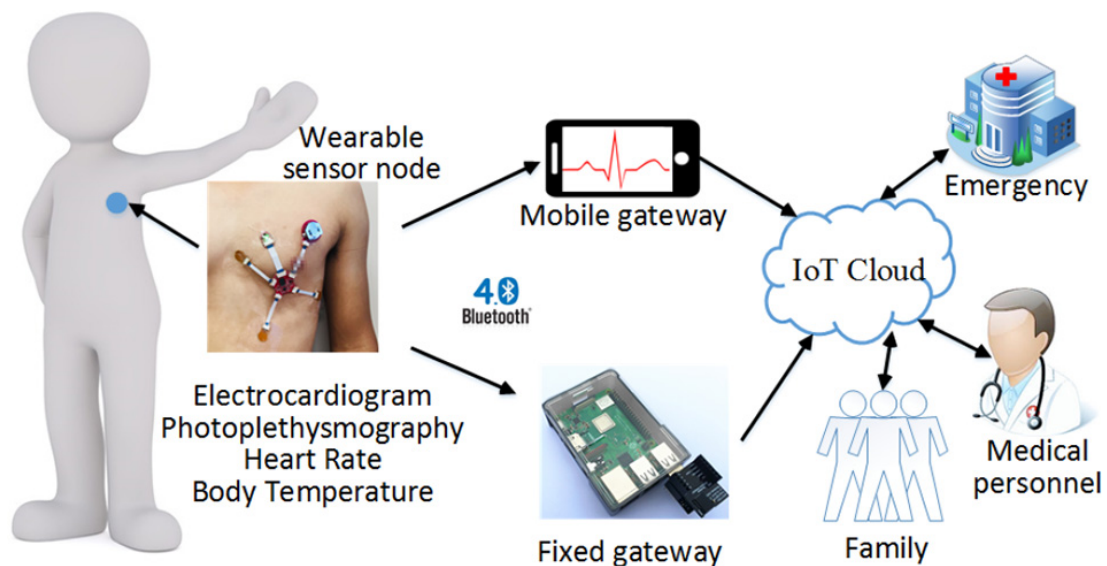 Wearable
sensor node
Electrocardiogram
Photoplethysmography
Heart Rate
Body Temperature
4.0
Bluetooth®
Mobile gateway
Fixed gateway
IoT Cloud
Emergency
Medical
personnel
Family